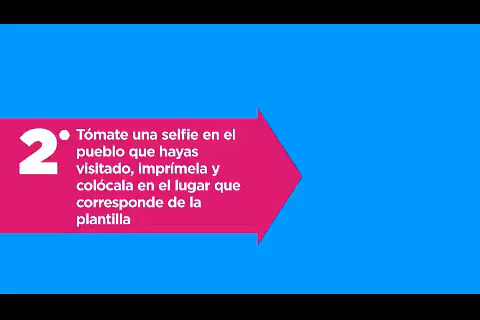 2°
Tómate una selfie en el
pueblo que hayas
visitado, imprímela y
colócala en el lugar que
corresponde de la
plantilla